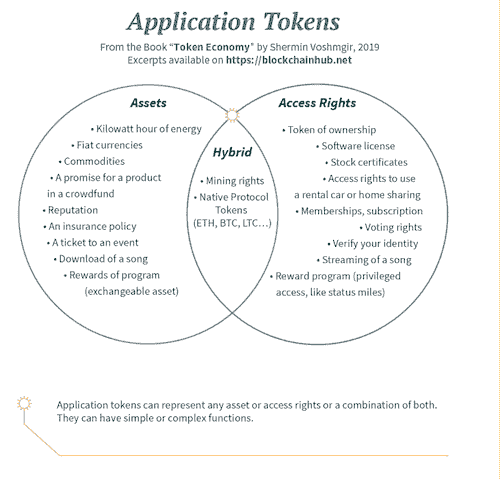 Application Tokens
From the Book “Token Economy” by Shermin Voshmgir, 2019
Excerpts available on https://blockchainhub.net
Assets
• Kilowatt hour of energy
• Fiat currencies
• Commodities
• A promise for a product
in a crowdfund
• Reputation
• An insurance policy
• A ticket to an event
• Download of a song
• Rewards of program
(exchangeable asset)
Hybrid
• Mining rights
• Native Protocol
Tokens
(ETH, BTC, LTC...)
Access Rights
• Token of ownership
• Software license
• Stock certificates
• Access rights to use
a rental car or home sharing
• Memberships, subscription
• Voting rights
• Verify your identity
• Streaming of a song
• Reward program (privileged
access, like status miles)
Application tokens can represent any asset or access rights or a combination of both.
They can have simple or complex functions.